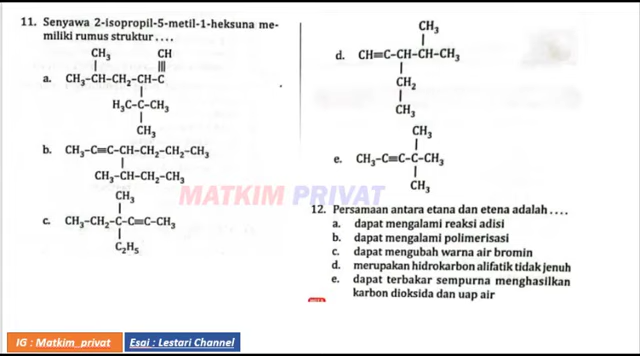 11. Senyawa 2-isopropil-5-metil-1-heksuna me-
miliki rumus struktur . . . .
CH₃ CH
a. CH₃–CH–CH₂–CH–C
H₃C–C–CH₃
CH₃
b. CH₃–C≡C–CH–CH₂–CH₂–CH₃
CH₃–CH–CH₂–CH₃
CH₃
c. CH₃–CH₂–C–C≡C–CH₃
C₂H₅
CH₃
d. CH≡C–CH–CH–CH₃
CH₂
CH₃
CH₃
e. CH₃–C≡C–C–CH₃
CH₃
MATKIM PRIVAT
12. Persamaan antara etana dan etena adalah . . . .
a. dapat mengalami reaksi adisi
b. dapat mengalami polimerisasi
c. dapat mengubah warna air bromin
d. merupakan hidrokarbon alifatik tidak jenuh
e. dapat terbakar sempurna menghasilkan
karbon dioksida dan uap air
IG : Matkim_privat
Esai : Lestari Channel